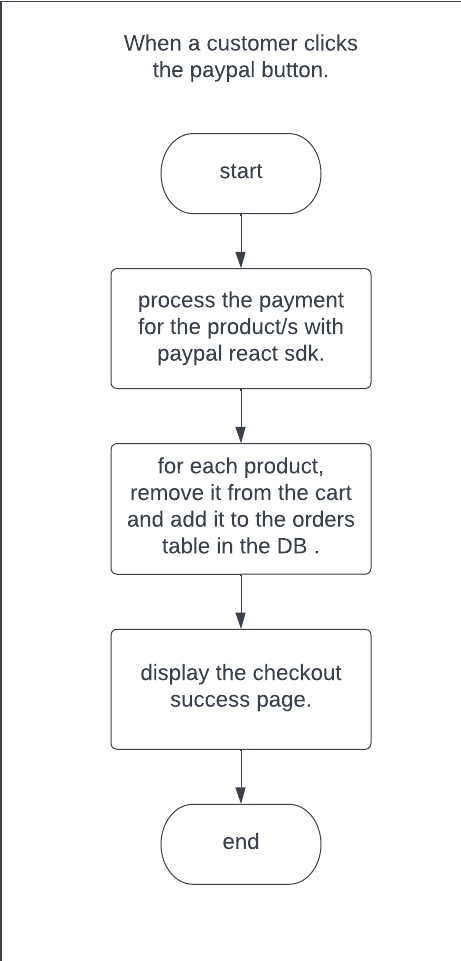 When a customer clicks
the paypal button.
start
process the payment
for the product/s with
paypal react sdk.
for each product,
remove it from the cart
and add it to the orders
table in the DB .
display the checkout
success page.
end